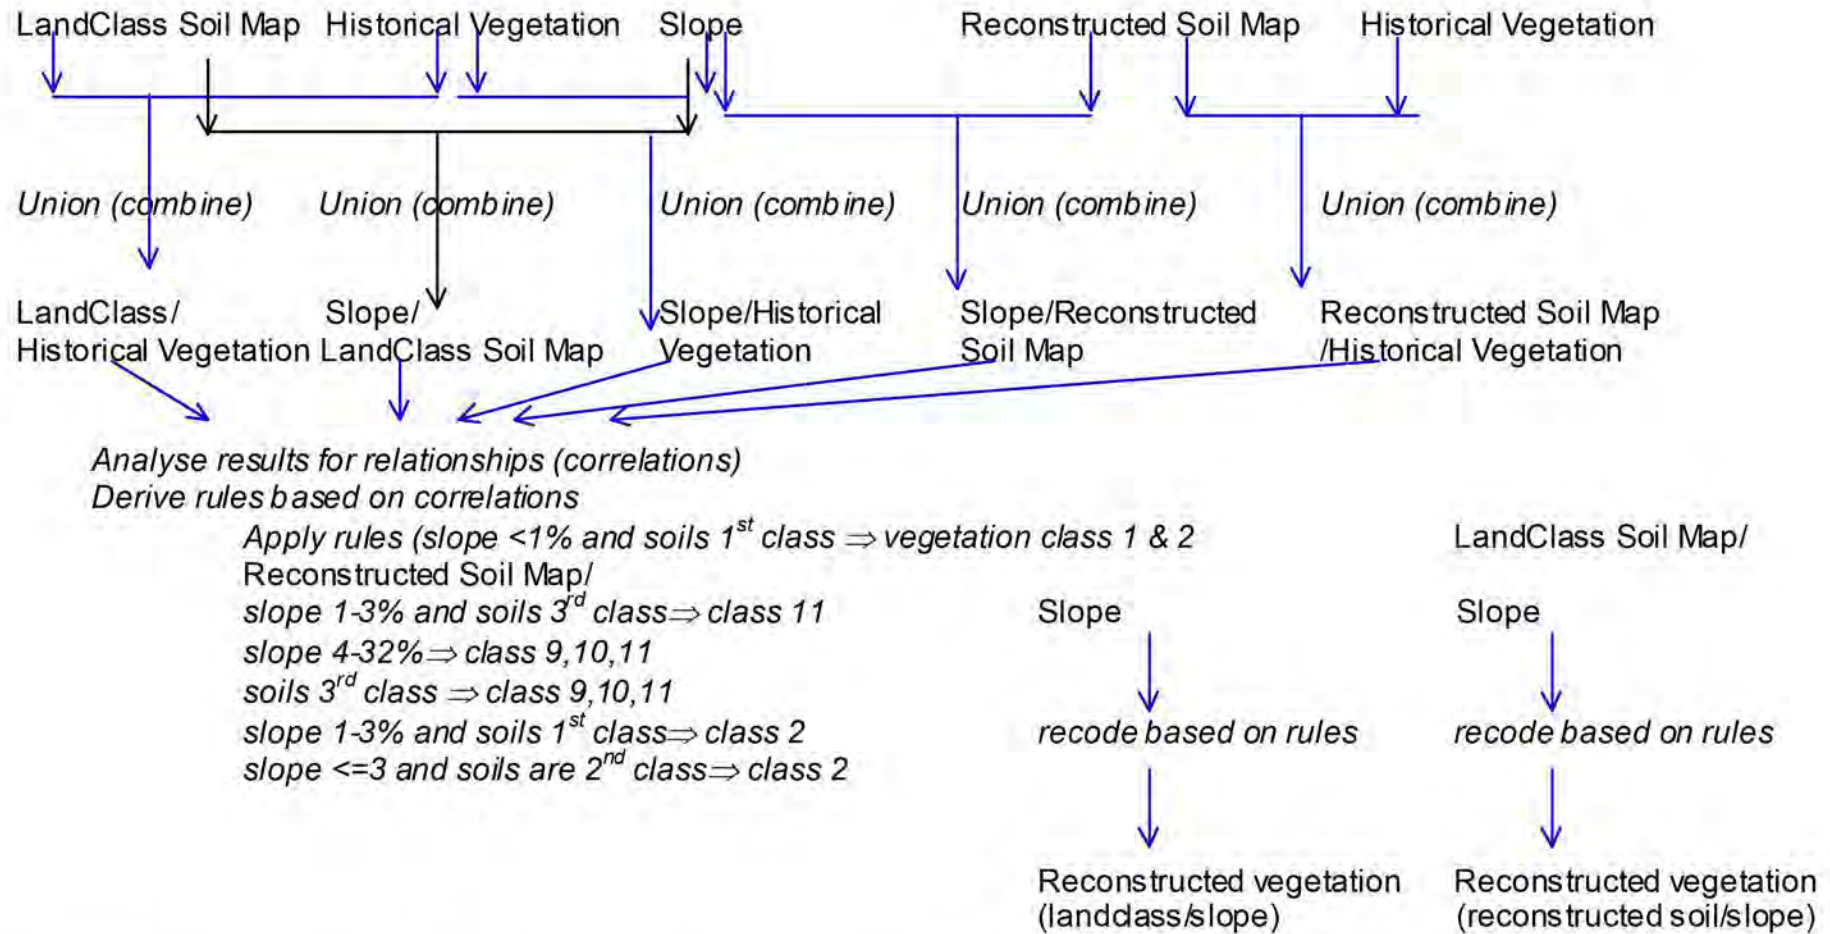 LandClass Soil Map Historical Vegetation Slope Reconstructed Soil Map Historical Vegetation
Union (combine) Union (combine) Union (combine) Union (combine) Union (combine)
LandClass/ Slope/ Slope/Historical Slope/Reconstructed Reconstructed Soil Map
Historical Vegetation LandClass Soil Map Vegetation Soil Map /Historical Vegetation
Analyse results for relationships (correlations)
Derive rules based on correlations
Apply rules (slope <1% and soils 1st class ⇒ vegetation class 1 & 2 LandClass Soil Map/
Reconstructed Soil Map/
slope 1-3% and soils 3rd class⇒ class 11 Slope Slope
slope 4-32%⇒ class 9,10,11
soils 3rd class ⇒ class 9,10,11
slope 1-3% and soils 1st class⇒ class 2 recode based on rules recode based on rules
slope <=3 and soils are 2nd class⇒ class 2
Reconstructed vegetation Reconstructed vegetation
(landclass/slope) (reconstructed soil/slope)